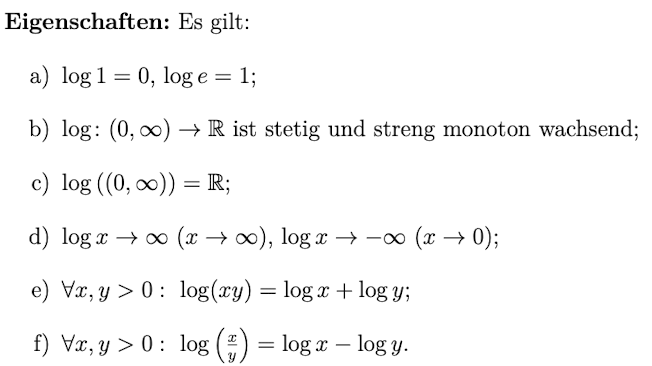 Eigenschaften: Es gilt:
a) log 1 = 0, log e = 1;
b) log: (0, ∞) → ℝ ist stetig und streng monoton wachsend;
c) log ((0, ∞)) = ℝ;
d) log x → ∞ (x → ∞), log x → −∞ (x → 0);
e) ∀x, y > 0 : log(xy) = log x + log y;
f) ∀x, y > 0 : log (x/y) = log x − log y.